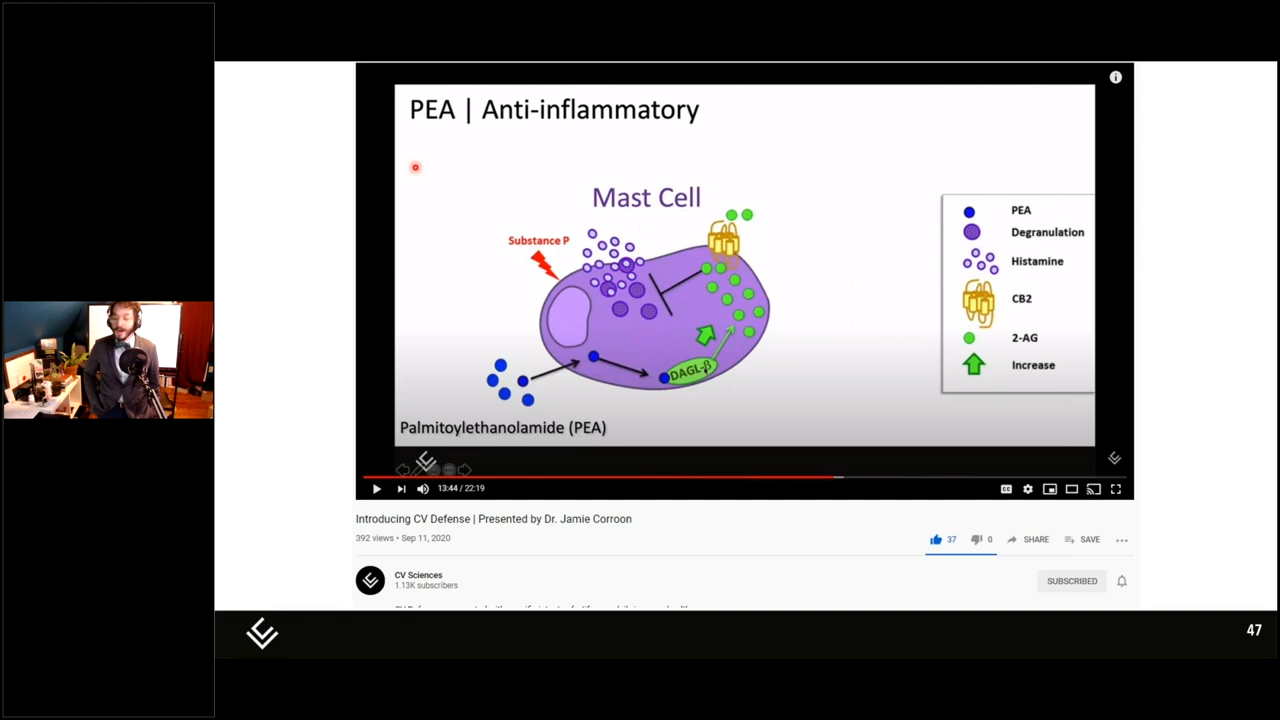 PEA | Anti-inflammatory
Mast Cell
Substance P
DAGL-β
Palmitoylethanolamide (PEA)
PEA
Degranulation
Histamine
CB2
2-AG
Increase
13:44 / 22:19
CC
Introducing CV Defense | Presented by Dr. Jamie Corroon
392 views • Sep 11, 2020
37
0
SHARE
SAVE
CV Sciences
1.13K subscribers
SUBSCRIBED
47